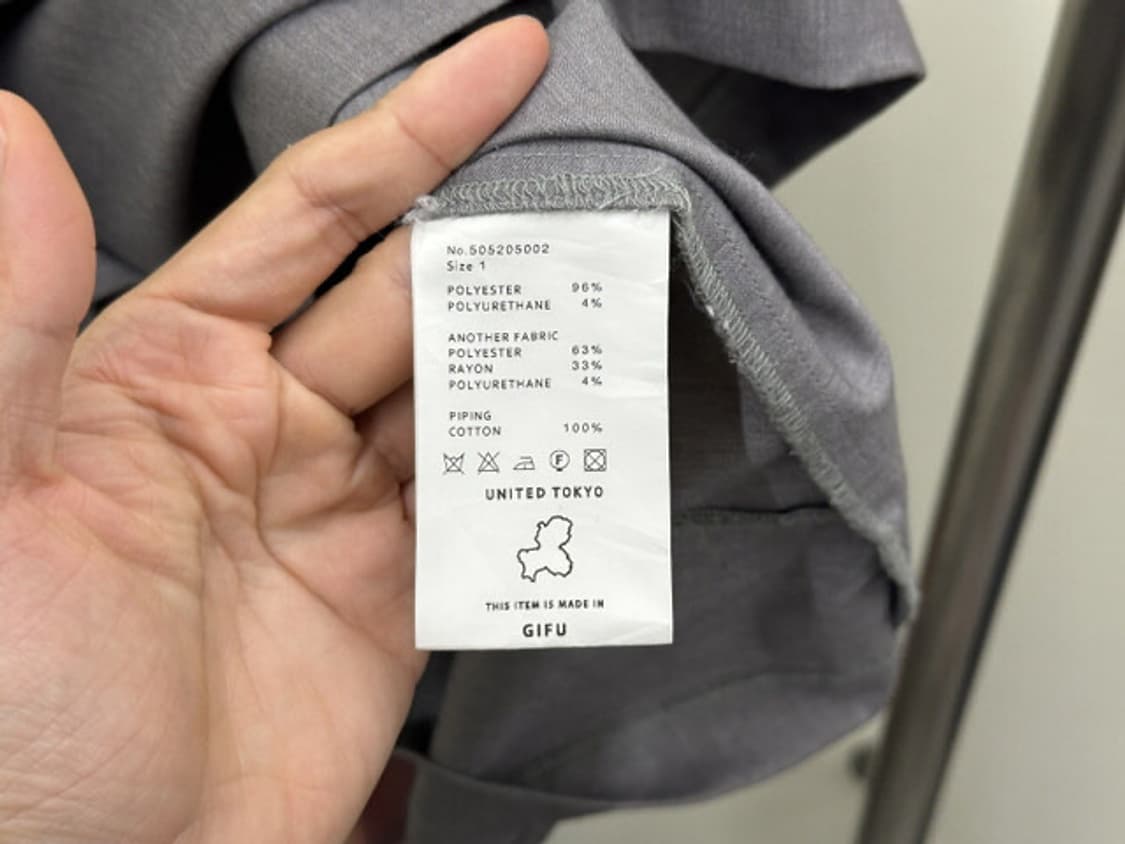 No.505205002
Size 1
POLYESTER 96%
POLYURETHANE 4%
ANOTHER FABRIC
POLYESTER 63%
RAYON 33%
POLYURETHANE 4%
PIPING
COTTON 100%
F
UNITED TOKYO
THIS ITEM IS MADE IN
GIFU